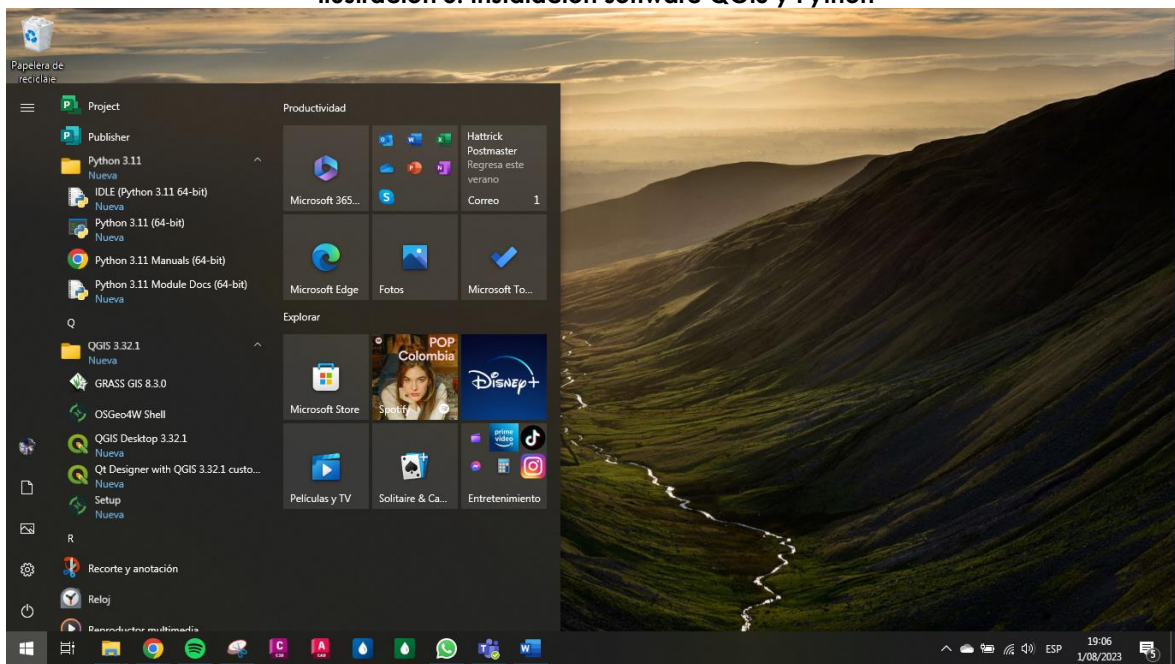 Ilustración 3. Instalación software QGIS y Python
Papelera de
reciclaje
Project
Publisher
Python 3.11
Nueva
IDLE (Python 3.11 64-bit)
Nueva
Python 3.11 (64-bit)
Nueva
Python 3.11 Manuals (64-bit)
Python 3.11 Module Docs (64-bit)
Nueva
Q
QGIS 3.32.1
Nueva
GRASS GIS 8.3.0
OSGeo4W Shell
QGIS Desktop 3.32.1
Nueva
Qt Designer with QGIS 3.32.1 custo...
Nueva
Setup
Nueva
R
Recorte y anotación
Reloj
Reproductor multimedia
Productividad
Microsoft 365...
Hattrick
Postmaster
Regresa este
verano
Correo 1
Microsoft Edge
Fotos
Microsoft To...
Explorar
Microsoft Store
POP
Colombia
Spotify
Disney+
Películas y TV
Solitaire & Ca...
prime
video
Entretenimiento
ESP
19:06
1/08/2023
5